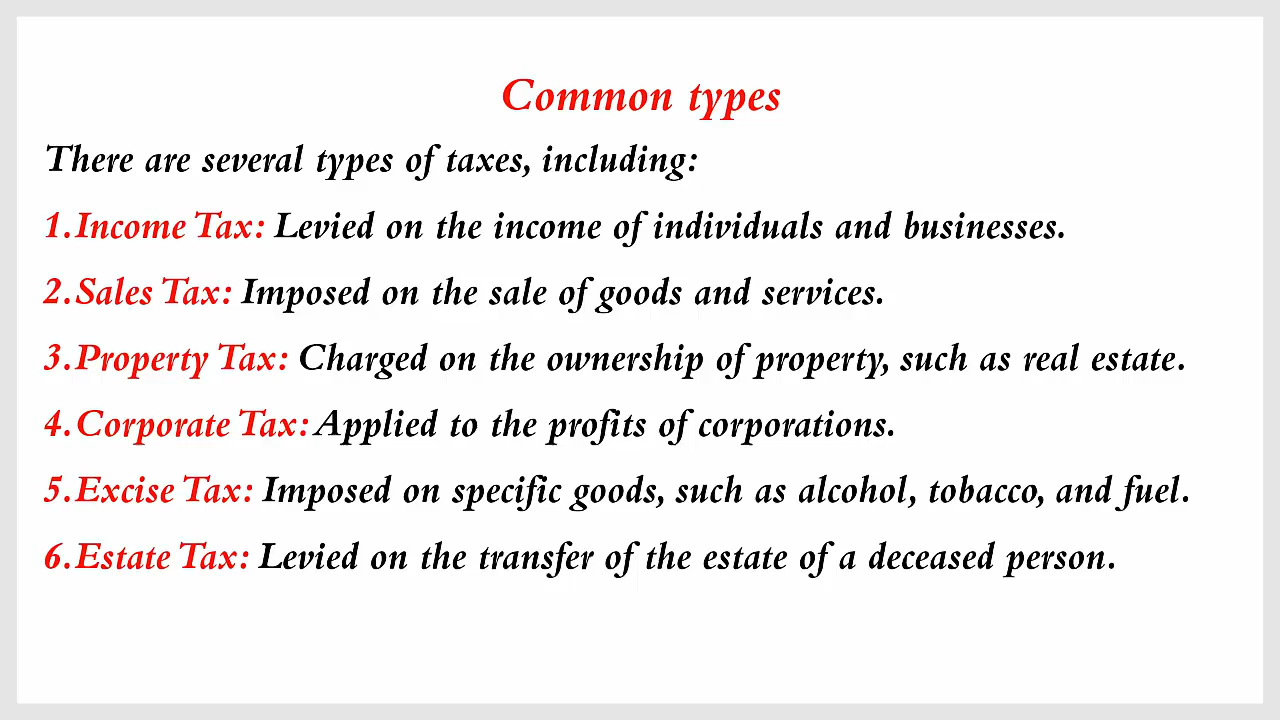 Common types
There are several types of taxes, including:
1.Income Tax: Levied on the income of individuals and businesses.
2.Sales Tax: Imposed on the sale of goods and services.
3.Property Tax: Charged on the ownership of property, such as real estate.
4.Corporate Tax: Applied to the profits of corporations.
5.Excise Tax: Imposed on specific goods, such as alcohol, tobacco, and fuel.
6.Estate Tax: Levied on the transfer of the estate of a deceased person.